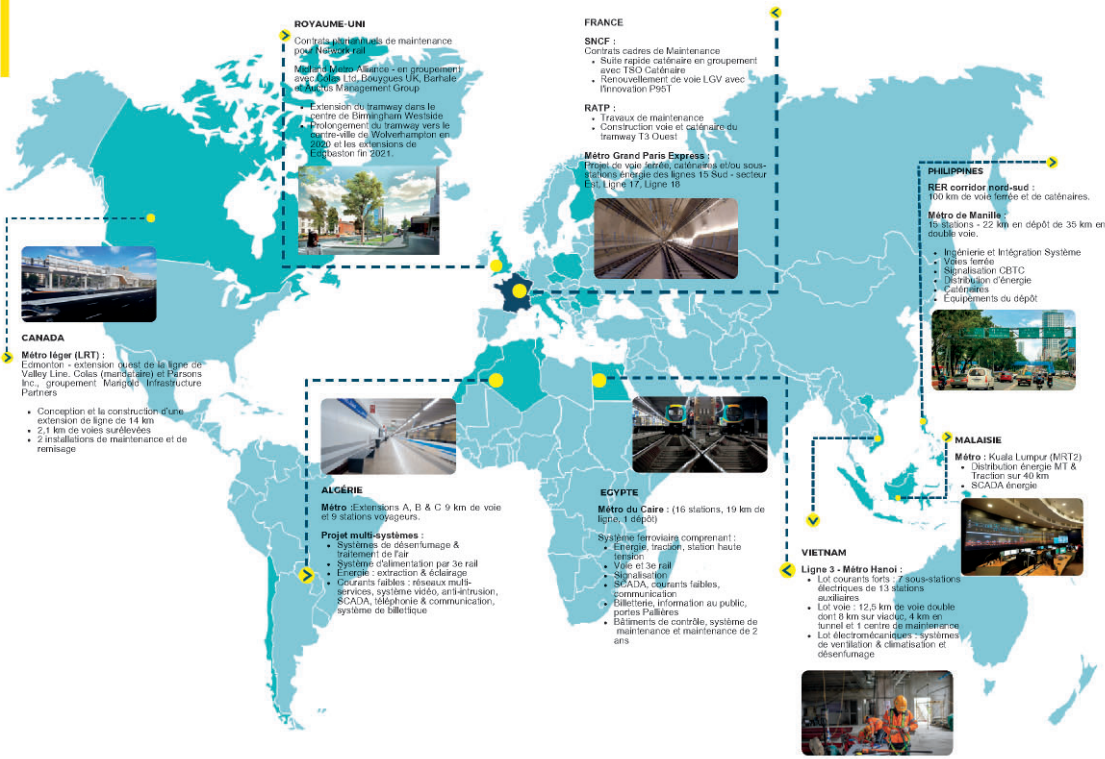 ROYAUME-UNI
Contrats pluriannuels de maintenance
pour Network rail
Midland Metro Alliance - en groupement
avec Colas Ltd, Bouygues UK, Barhale
et Auctus Management Group
• Extension du tramway dans le
centre de Birmingham Westside
• Prolongement du tramway vers le
centre-ville de Wolverhampton en
2020 et les extensions de
Edgbaston fin 2021.
FRANCE
SNCF :
Contrats cadres de Maintenance
• Suite rapide caténaire en groupement
avec TSO Caténaire
• Renouvellement de voie LGV avec
l'innovation P95T
RATP :
• Travaux de maintenance
• Construction voie et caténaire du
tramway T3 Ouest
Métro Grand Paris Express :
Projet de voie ferrée, caténaires et/ou sous-
stations énergie des lignes 15 Sud - secteur
Est, Ligne 17, Ligne 18
PHILIPPINES
RER corridor nord-sud :
100 km de voie ferrée et de caténaires.
Métro de Manille :
15 stations - 22 km en dépôt de 35 km en
double voie.
• Ingénierie et Intégration Système
• Voies ferrée
• Signalisation CBTC
• Distribution d'énergie
• Caténaires
• Équipements du dépôt
CANADA
Métro léger (LRT) :
Edmonton - extension ouest de la ligne de
Valley Line. Colas (mandataire) et Parsons
Inc., groupement Marigold Infrastructure
Partners
• Conception et la construction d'une
extension de ligne de 14 km
• 2,1 km de voies surélevées
• 2 installations de maintenance et de
remisage
ALGÉRIE
Métro :Extensions A, B & C 9 km de voie
et 9 stations voyageurs.
Projet multi-systèmes :
• Systèmes de désenfumage &
traitement de l'air
• Système d'alimentation par 3e rail
• Énergie : extraction & éclairage
• Courants faibles : réseaux multi-
services, système vidéo, anti-intrusion,
SCADA, téléphonie & communication,
système de billettique
EGYPTE
Métro du Caire : (16 stations, 19 km de
ligne, 1 dépôt)
Système ferroviaire comprenant :
• Énergie, traction, station haute
tension
• Voie et 3e rail
• Signalisation
• SCADA, courants faibles,
communication
• Billetterie, information au public,
portes Pallières
• Bâtiments de contrôle, système de
maintenance et maintenance de 2
ans
MALAISIE
Métro : Kuala Lumpur (MRT2)
• Distribution énergie MT &
Traction sur 40 km
• SCADA énergie
VIETNAM
Ligne 3 - Métro Hanoi :
• Lot courants forts : 7 sous-stations
électriques de 13 stations
auxiliaires
• Lot voie : 12,5 km de voie double
dont 8 km sur viaduc, 4 km en
tunnel et 1 centre de maintenance
• Lot électromécaniques : systèmes
de ventilation & climatisation et
désenfumage